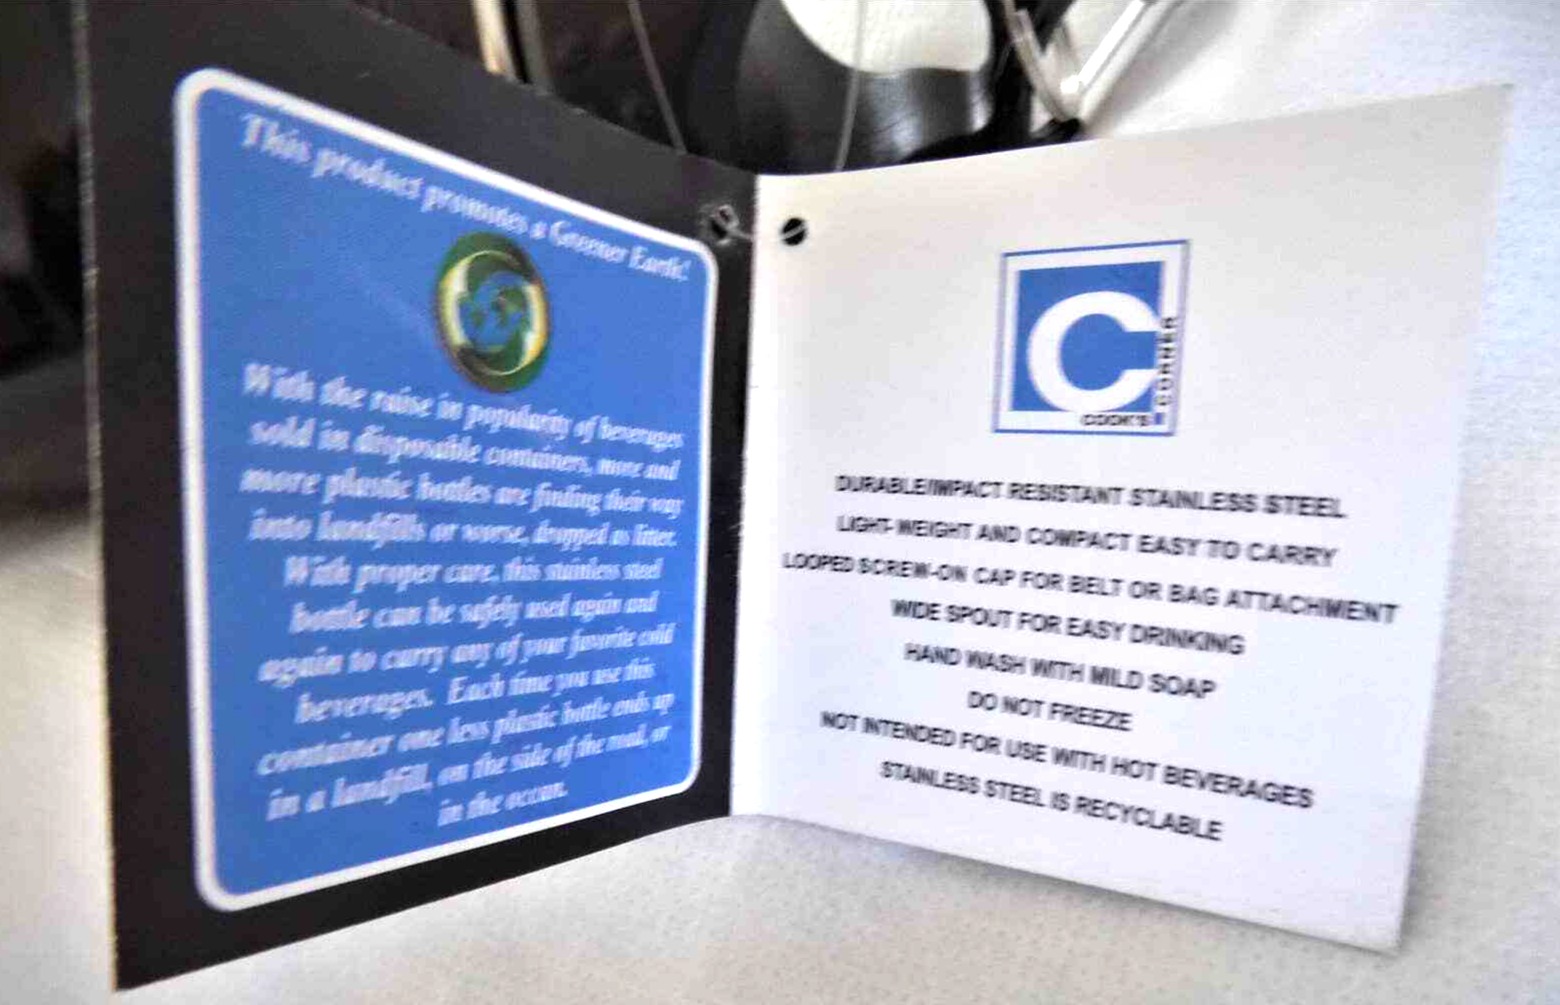 This product promotes a Greener Earth!
With the raise in popularity of beverages
sold in disposable containers, more and
more plastic bottles are finding their way
into landfills or worse, dropped as litter.
With proper care, this stainless steel
bottle can be safely used again and
again to carry any of your favorite cold
beverages. Each time you use this
container one less plastic bottle ends up
in a landfill, on the side of the road, or
in the ocean.
C
COOK'S
CORNER
DURABLE/IMPACT RESISTANT STAINLESS STEEL
LIGHT-WEIGHT AND COMPACT EASY TO CARRY
LOOPED SCREW-ON CAP FOR BELT OR BAG ATTACHMENT
WIDE SPOUT FOR EASY DRINKING
HAND WASH WITH MILD SOAP
DO NOT FREEZE
NOT INTENDED FOR USE WITH HOT BEVERAGES
STAINLESS STEEL IS RECYCLABLE